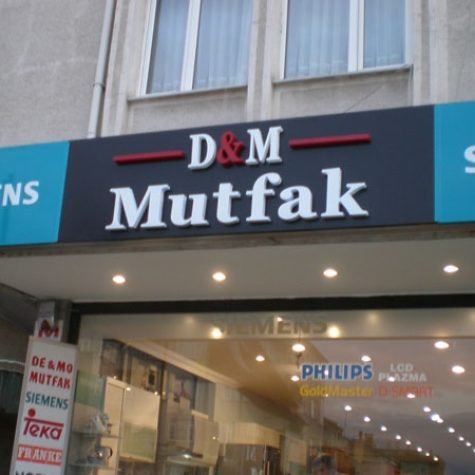 D&M
Mutfak
ENS
S
SIEMENS
PHILIPS
LCD
PLAZMA
GoldMaster D-SMART
M
DE&MO
MUTFAK
SIEMENS
Teka
FRANKE